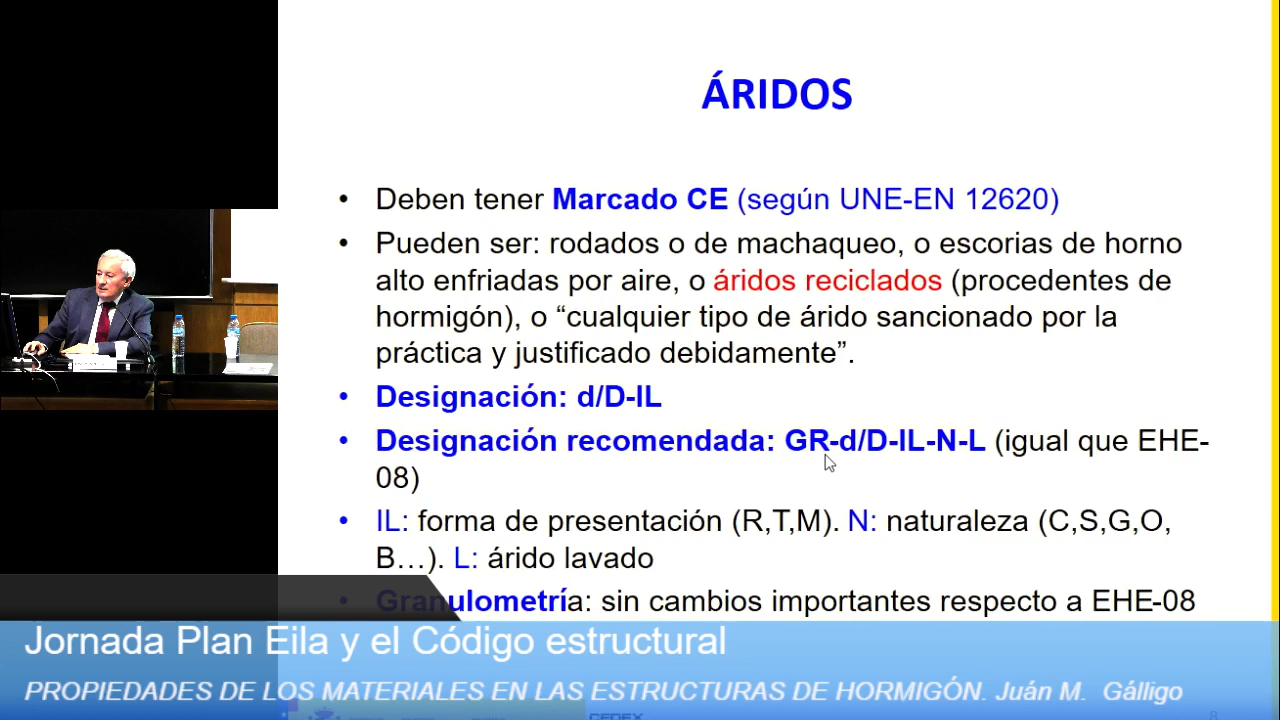 ÁRIDOS
• Deben tener Marcado CE (según UNE-EN 12620)
• Pueden ser: rodados o de machaqueo, o escorias de horno
alto enfriadas por aire, o áridos reciclados (procedentes de
hormigón), o “cualquier tipo de árido sancionado por la
práctica y justificado debidamente”.
• Designación: d/D-IL
• Designación recomendada: GR-d/D-IL-N-L (igual que EHE-
08)
• IL: forma de presentación (R,T,M). N: naturaleza (C,S,G,O,
B…). L: árido lavado
• Granulometría: sin cambios importantes respecto a EHE-08
Jornada Plan Eila y el Código estructural
PROPIEDADES DE LOS MATERIALES EN LAS ESTRUCTURAS DE HORMIGÓN. Juán M. Gálligo
CEDEX
8